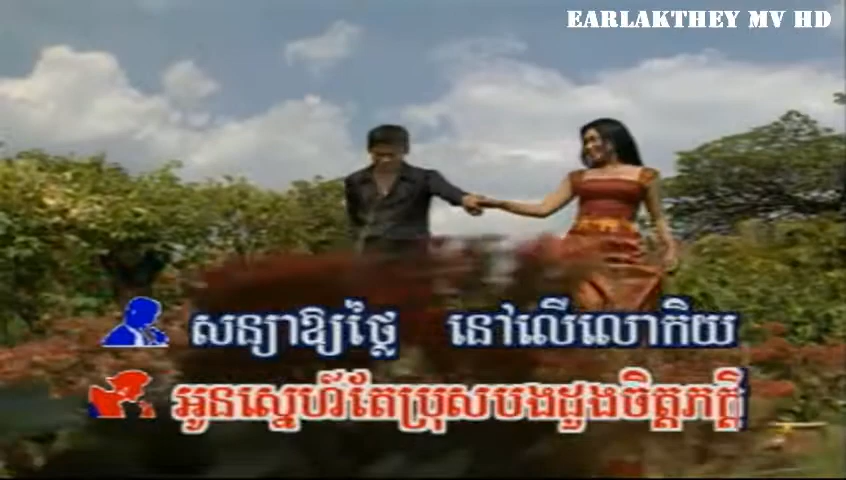 EARLAKTHEY MV HD
សន្យាឱ្យថ្លៃ នៅលើលោកិយ
អូនស្នេហ៍តែប្រុសបងដួងចិត្តភក្ដី